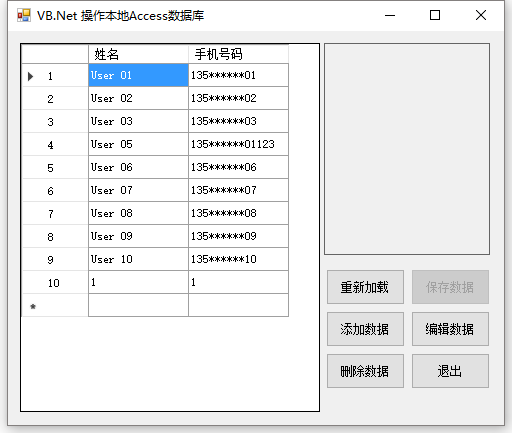 VB.Net 操作本地Access数据库
姓名 手机号码
1 User 01 135******01
2 User 02 135******02
3 User 03 135******03
4 User 05 135******01123
5 User 06 135******06
6 User 07 135******07
7 User 08 135******08
8 User 09 135******09
9 User 10 135******10
10 1 1
*
重新加载 保存数据
添加数据 编辑数据
删除数据 退出